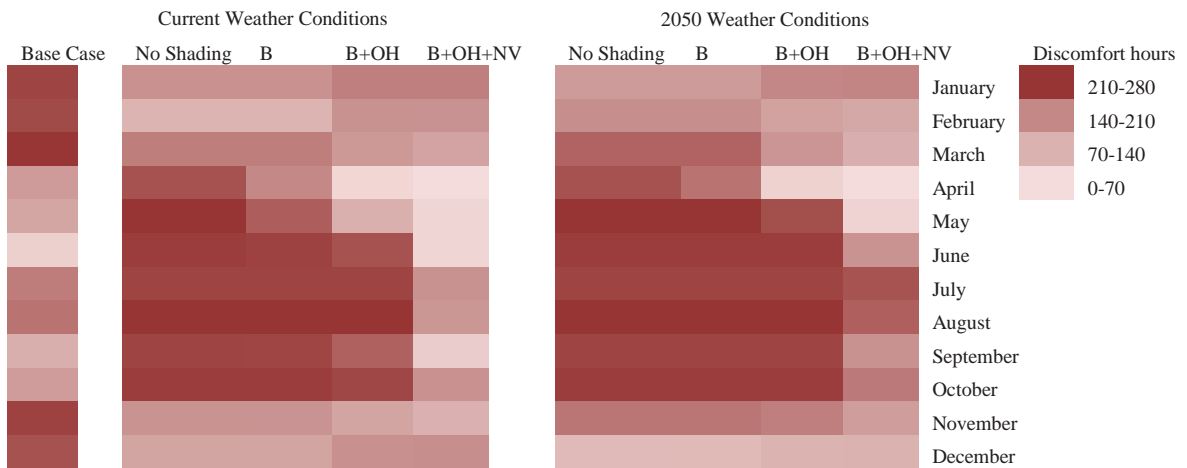 Current Weather Conditions
2050 Weather Conditions
Base Case No Shading B B+OH B+OH+NV No Shading B B+OH B+OH+NV Discomfort hours
January 210-280
February 140-210
March 70-140
April 0-70
May
June
July
August
September
October
November
December